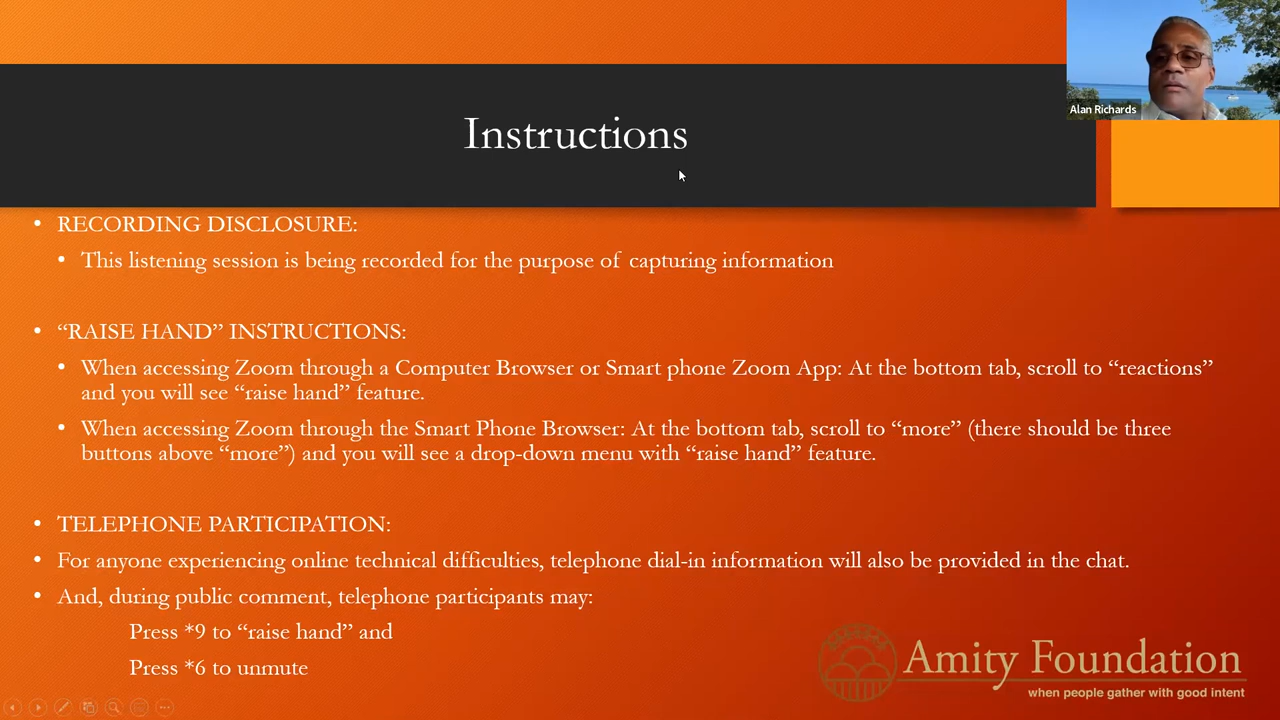 Alan Richards
Instructions
• RECORDING DISCLOSURE:
• This listening session is being recorded for the purpose of capturing information
• “RAISE HAND” INSTRUCTIONS:
• When accessing Zoom through a Computer Browser or Smart phone Zoom App: At the bottom tab, scroll to “reactions”
and you will see “raise hand” feature.
• When accessing Zoom through the Smart Phone Browser: At the bottom tab, scroll to “more” (there should be three
buttons above “more”) and you will see a drop-down menu with “raise hand” feature.
• TELEPHONE PARTICIPATION:
• For anyone experiencing online technical difficulties, telephone dial-in information will also be provided in the chat.
• And, during public comment, telephone participants may:
Press *9 to “raise hand” and
Press *6 to unmute
Amity Foundation
when people gather with good intent